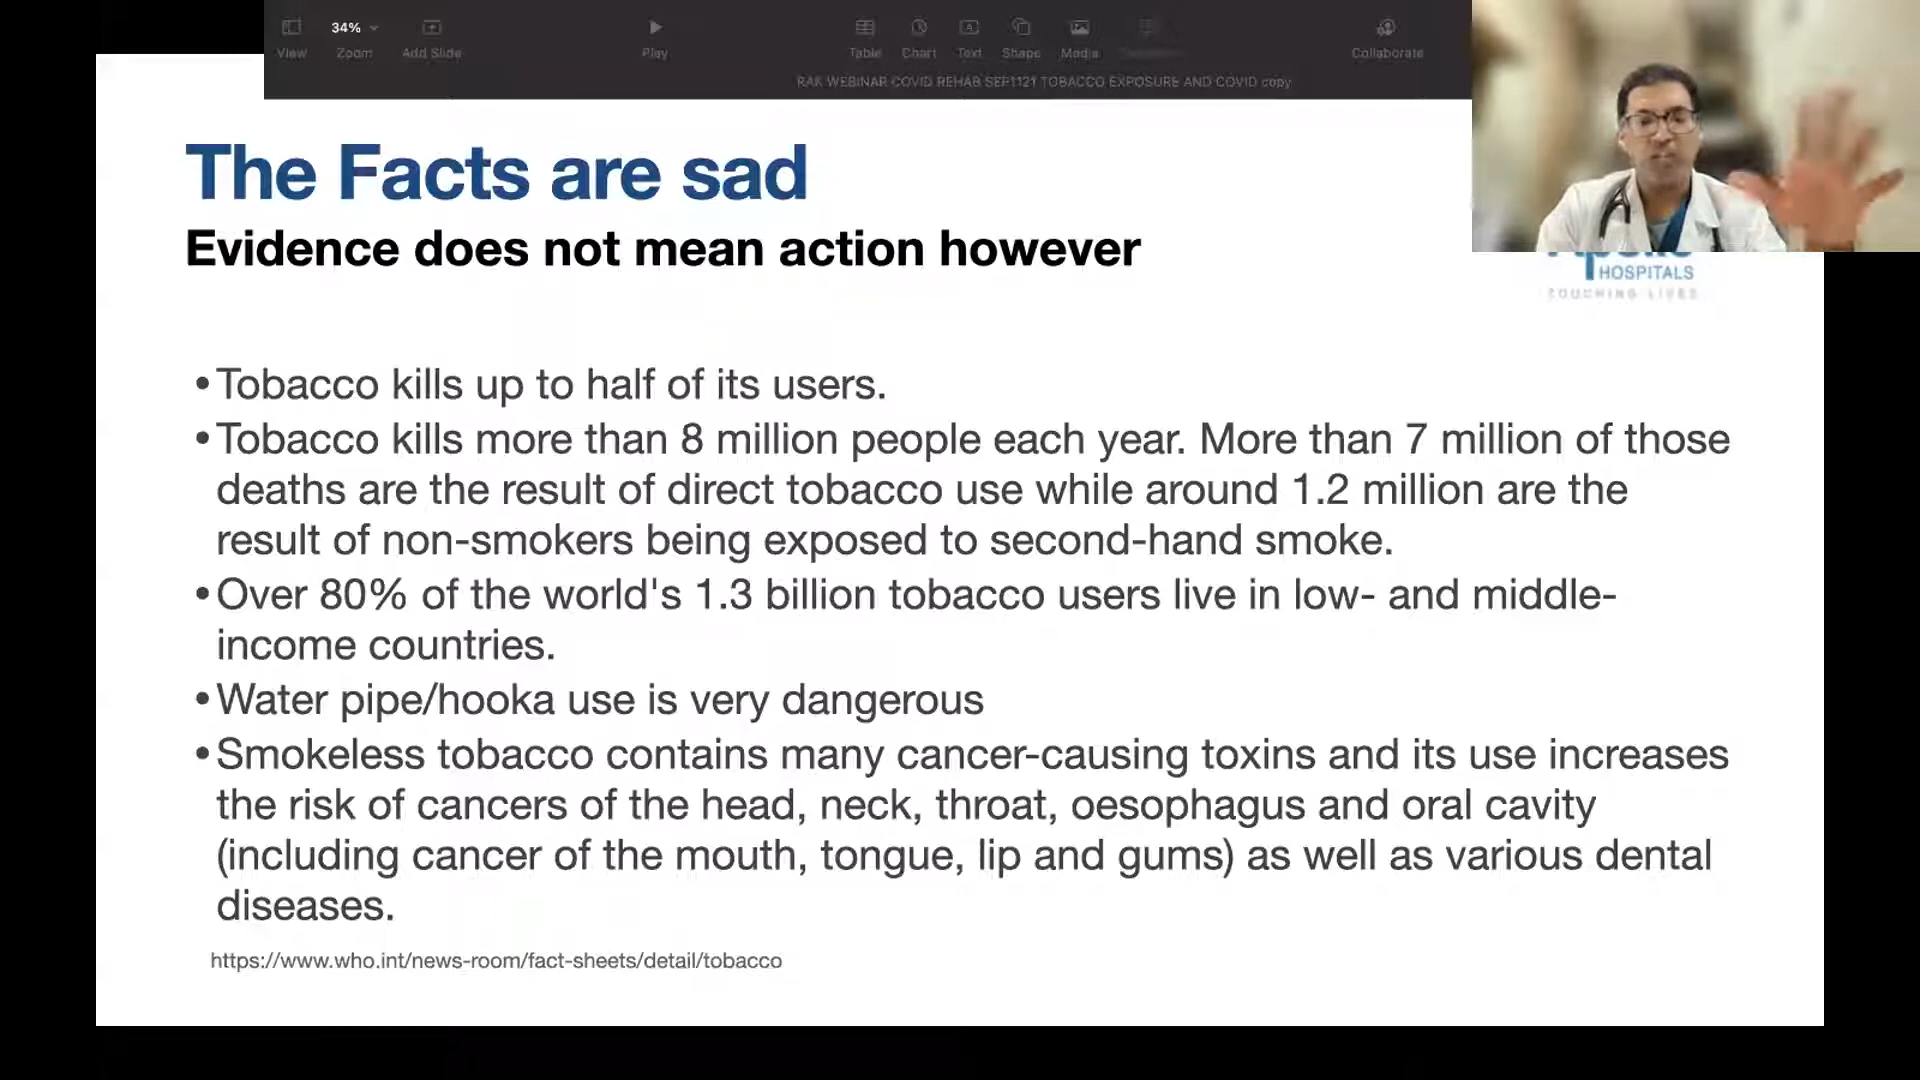 34%
View
Zoom
Add Slide
Play
Table
Chart
Text
Shape
Media
Collaborate
RAK WEBINAR COVID REHAB SEP1121 TOBACCO EXPOSURE AND COVID copy
The Facts are sad
Evidence does not mean action however
HOSPITALS
TOUCHING LIVES
•Tobacco kills up to half of its users.
•Tobacco kills more than 8 million people each year. More than 7 million of those
deaths are the result of direct tobacco use while around 1.2 million are the
result of non-smokers being exposed to second-hand smoke.
•Over 80% of the world's 1.3 billion tobacco users live in low- and middle-
income countries.
•Water pipe/hooka use is very dangerous
•Smokeless tobacco contains many cancer-causing toxins and its use increases
the risk of cancers of the head, neck, throat, oesophagus and oral cavity
(including cancer of the mouth, tongue, lip and gums) as well as various dental
diseases.
https://www.who.int/news-room/fact-sheets/detail/tobacco